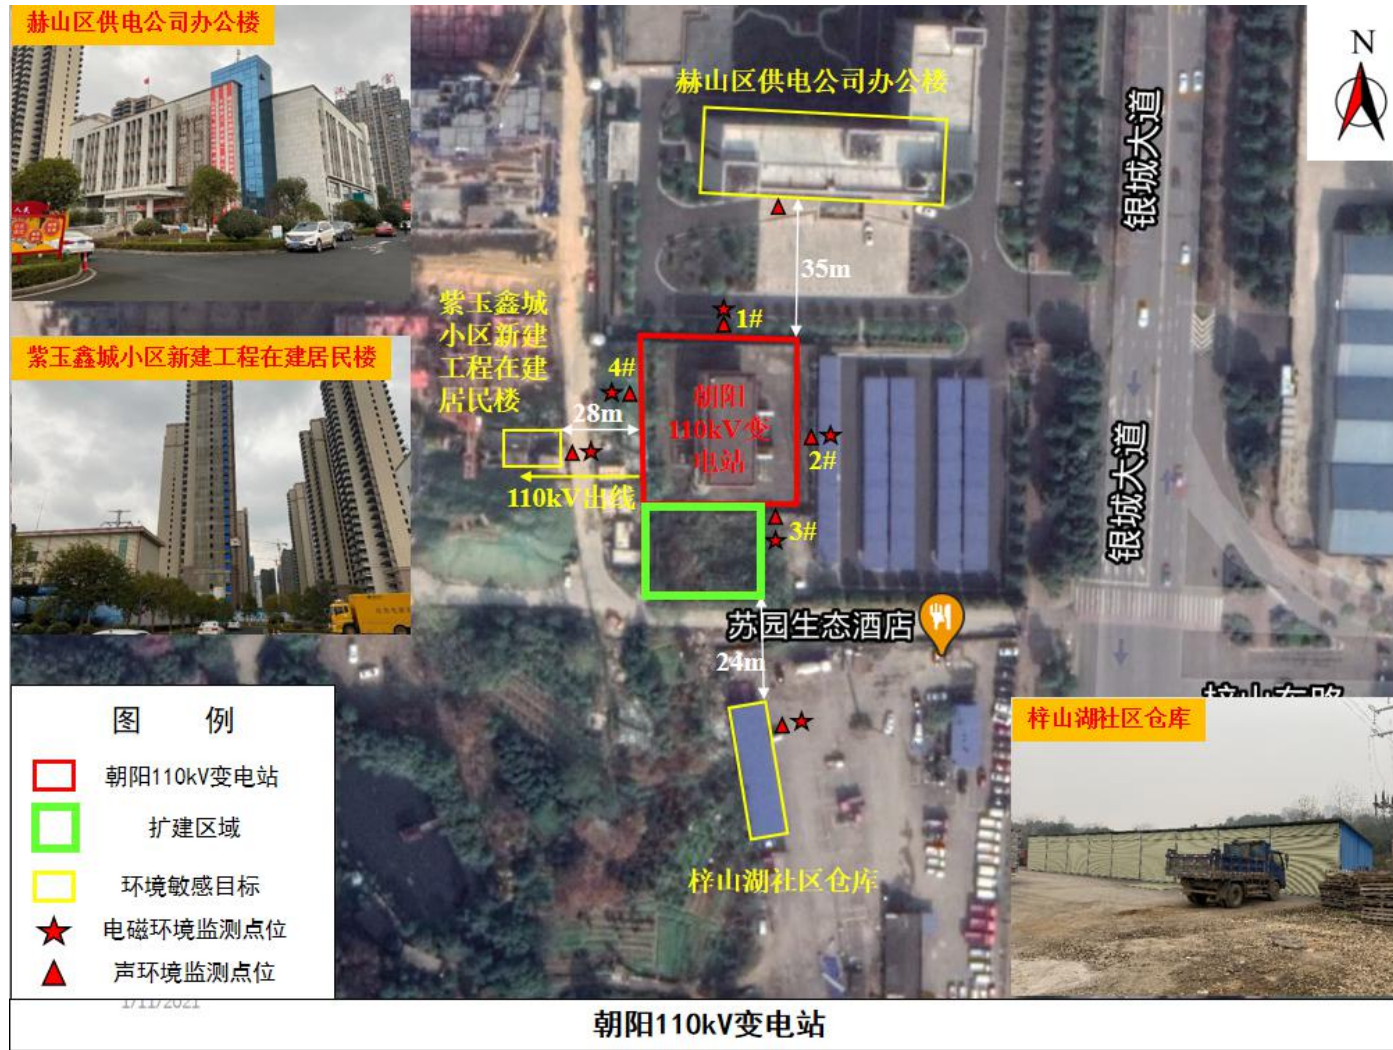 赫山区供电公司办公楼
赫山区供电公司办公楼
N
银城大道
35m
紫玉鑫城
小区新建
工程在建
居民楼
1#
4#
紫玉鑫城小区新建工程在建居民楼
朝阳
110kV变
电站
28m
2#
110kV出线
3#
银城大道
苏园生态酒店
24m
梓山湖社区仓库
梓山湖社区仓库
图 例
朝阳110kV变电站
扩建区域
环境敏感目标
电磁环境监测点位
声环境监测点位
1/11/2021
朝阳110kV变电站